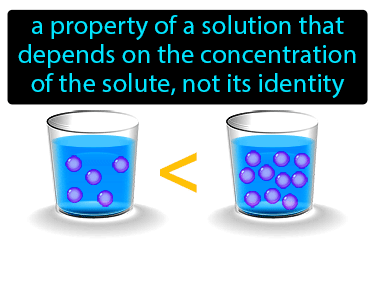 a property of a solution that
depends on the concentration
of the solute, not its identity
<